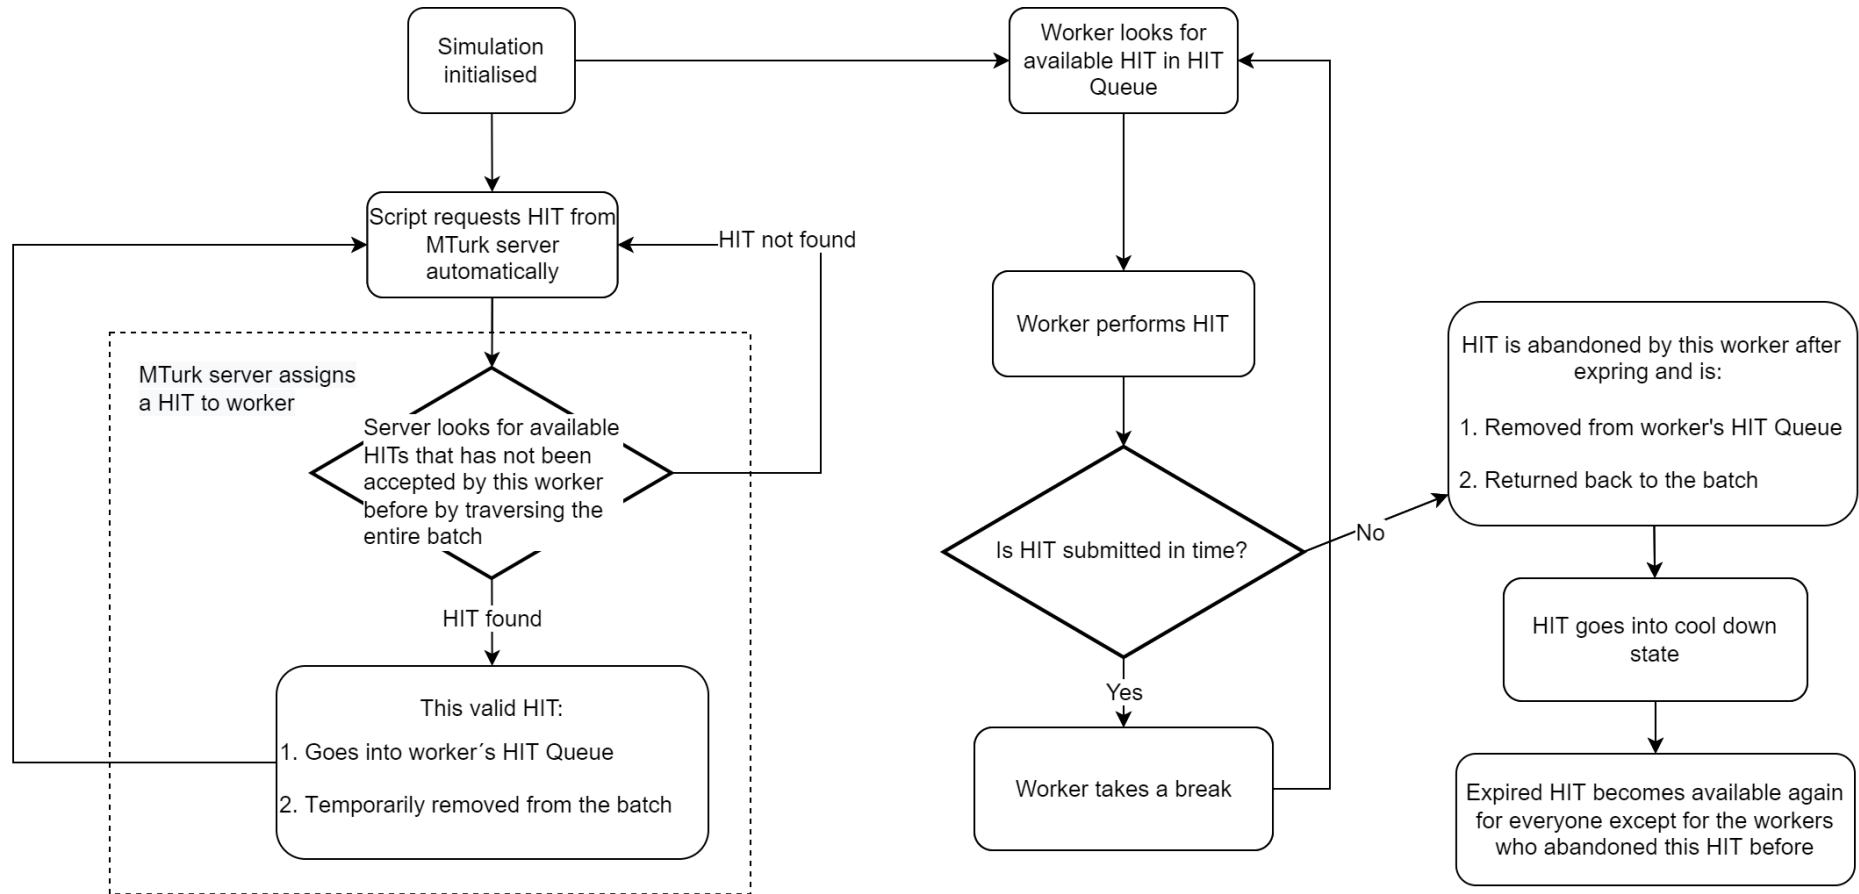 Simulation
initialised
Worker looks for
available HIT in HIT
Queue
Script requests HIT from
MTurk server
automatically
HIT not found
MTurk server assigns
a HIT to worker
Server looks for available
HITs that has not been
accepted by this worker
before by traversing the
entire batch
HIT found
This valid HIT:
1. Goes into worker´s HIT Queue
2. Temporarily removed from the batch
Worker performs HIT
Is HIT submitted in time?
No
Yes
Worker takes a break
HIT is abandoned by this worker after
expring and is:
1. Removed from worker's HIT Queue
2. Returned back to the batch
HIT goes into cool down
state
Expired HIT becomes available again
for everyone except for the workers
who abandoned this HIT before